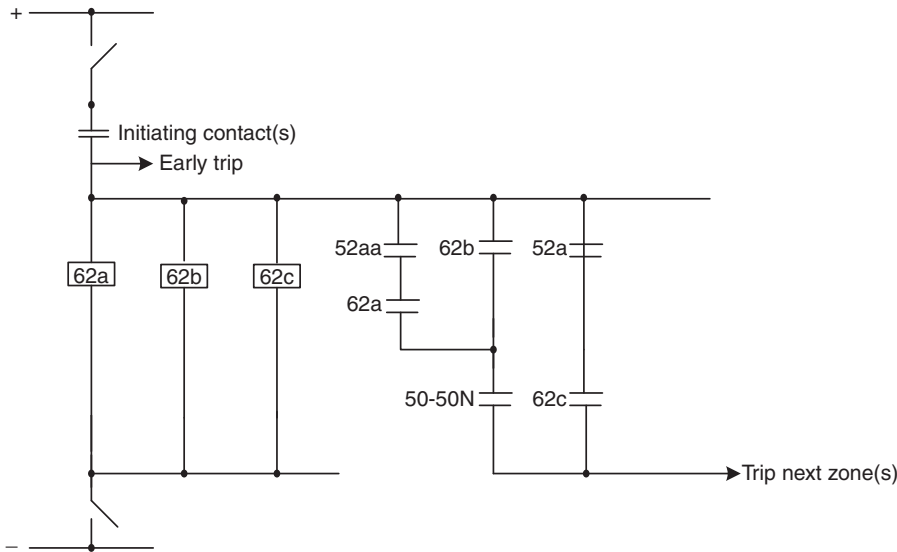 +
Initiating contact(s)
Early trip
52aa 62b 52a
62a 62b 62c
62a
50-50N 62c
Trip next zone(s)
−